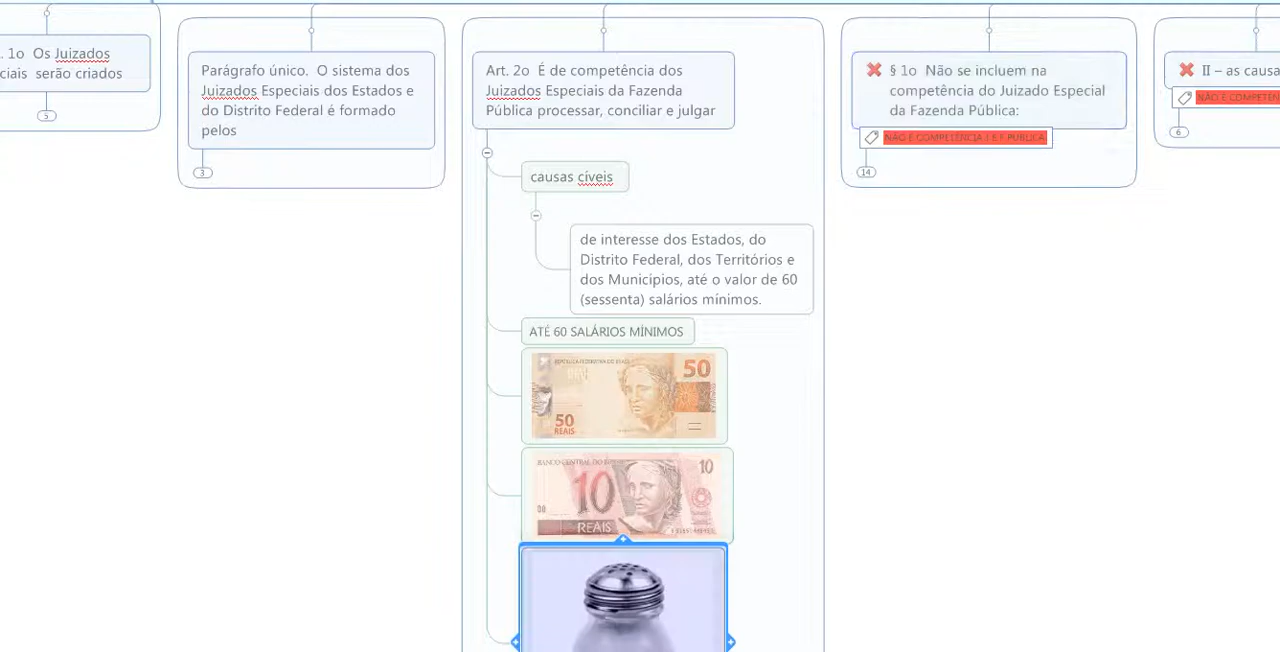 . 1o Os Juizados
ciais serão criados
5
Parágrafo único. O sistema dos
Juizados Especiais dos Estados e
do Distrito Federal é formado
pelos
3
Art. 2o É de competência dos
Juizados Especiais da Fazenda
Pública processar, conciliar e julgar
causas cíveis
de interesse dos Estados, do
Distrito Federal, dos Territórios e
dos Municípios, até o valor de 60
(sessenta) salários mínimos.
ATÉ 60 SALÁRIOS MÍNIMOS
50
50
REAIS
BANCO CENTRAL DO BRASIL
10
10
REAIS
§ 1o Não se incluem na
competência do Juizado Especial
da Fazenda Pública:
NÃO É COMPETÊNCIA
14
II – as causa
NÃO É COMPETÊN
6